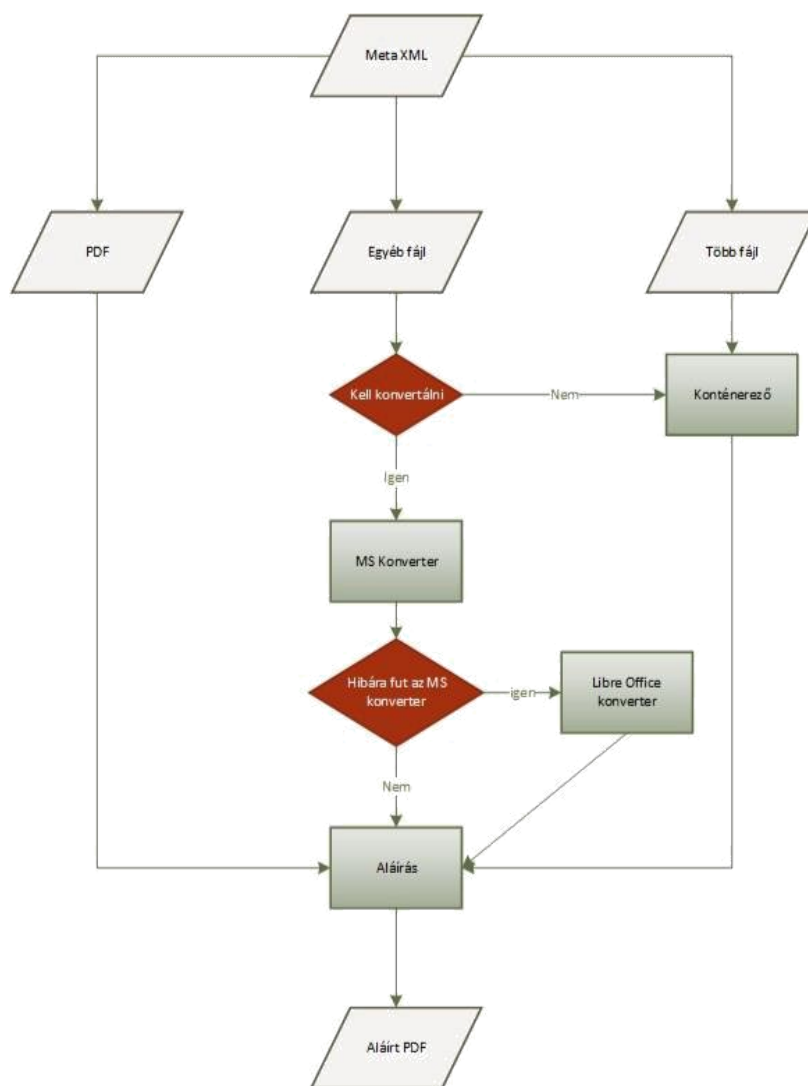 Meta XML
PDF
Egyéb fájl
Több fájl
Kell konvertálni
Nem
Konténerező
Igen
MS Konverter
Hibára fut az MS
konverter
igen
Libre Office
konverter
Nem
Aláírás
Aláírt PDF